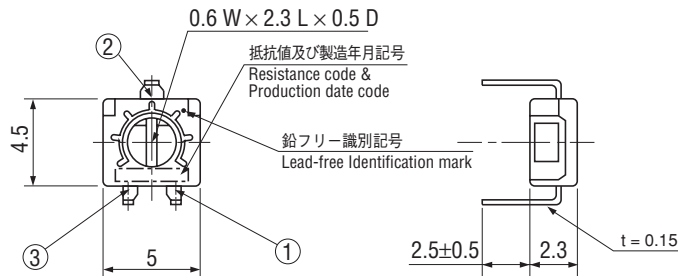 0.6 W × 2.3 L × 0.5 D
②
抵抗値及び製造年月記号
Resistance code &
Production date code
4.5
鉛フリー識別記号
Lead-free Identification mark
③
①
5
2.5±0.5
2.3
t = 0.15